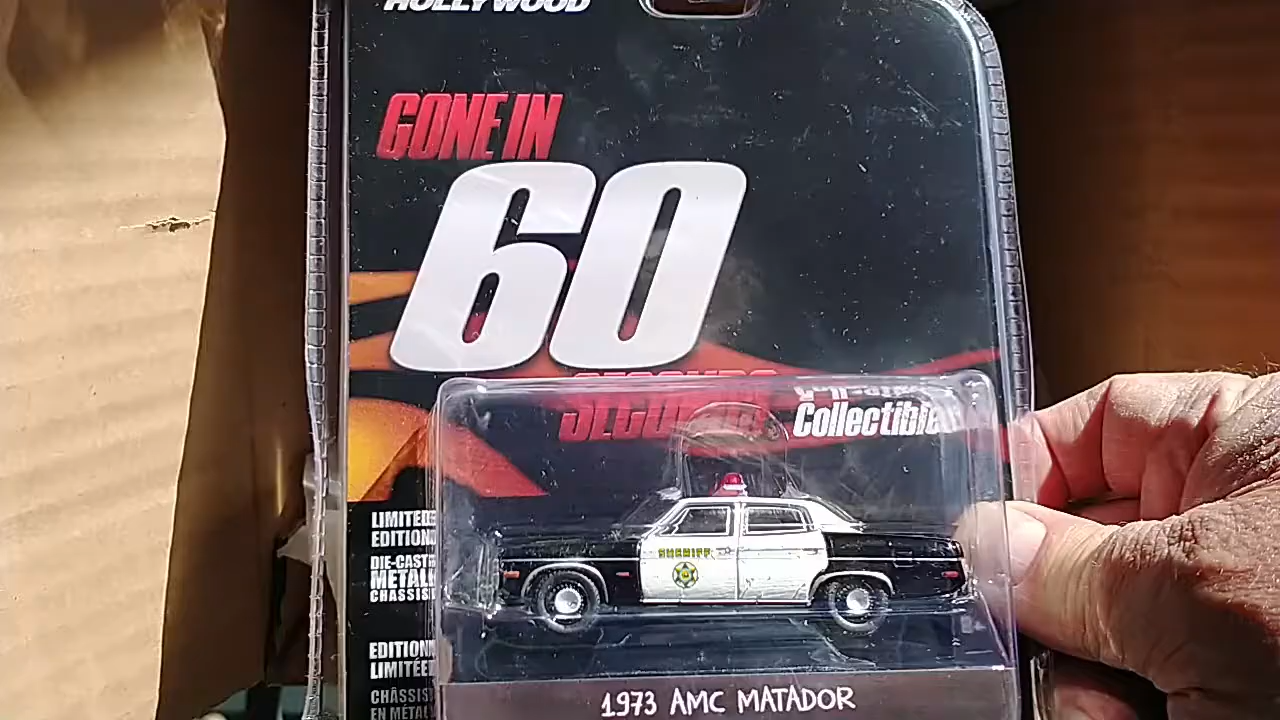 HOLLYWOOD
GONE IN
60
SECONDS
Collectible
SHERIFF
LIMITED
EDITION
DIE-CAST
METAL
CHASSIS
EDITION
LIMITÉE
CHÂSSIS
EN MÉTAL
1973 AMC MATADOR